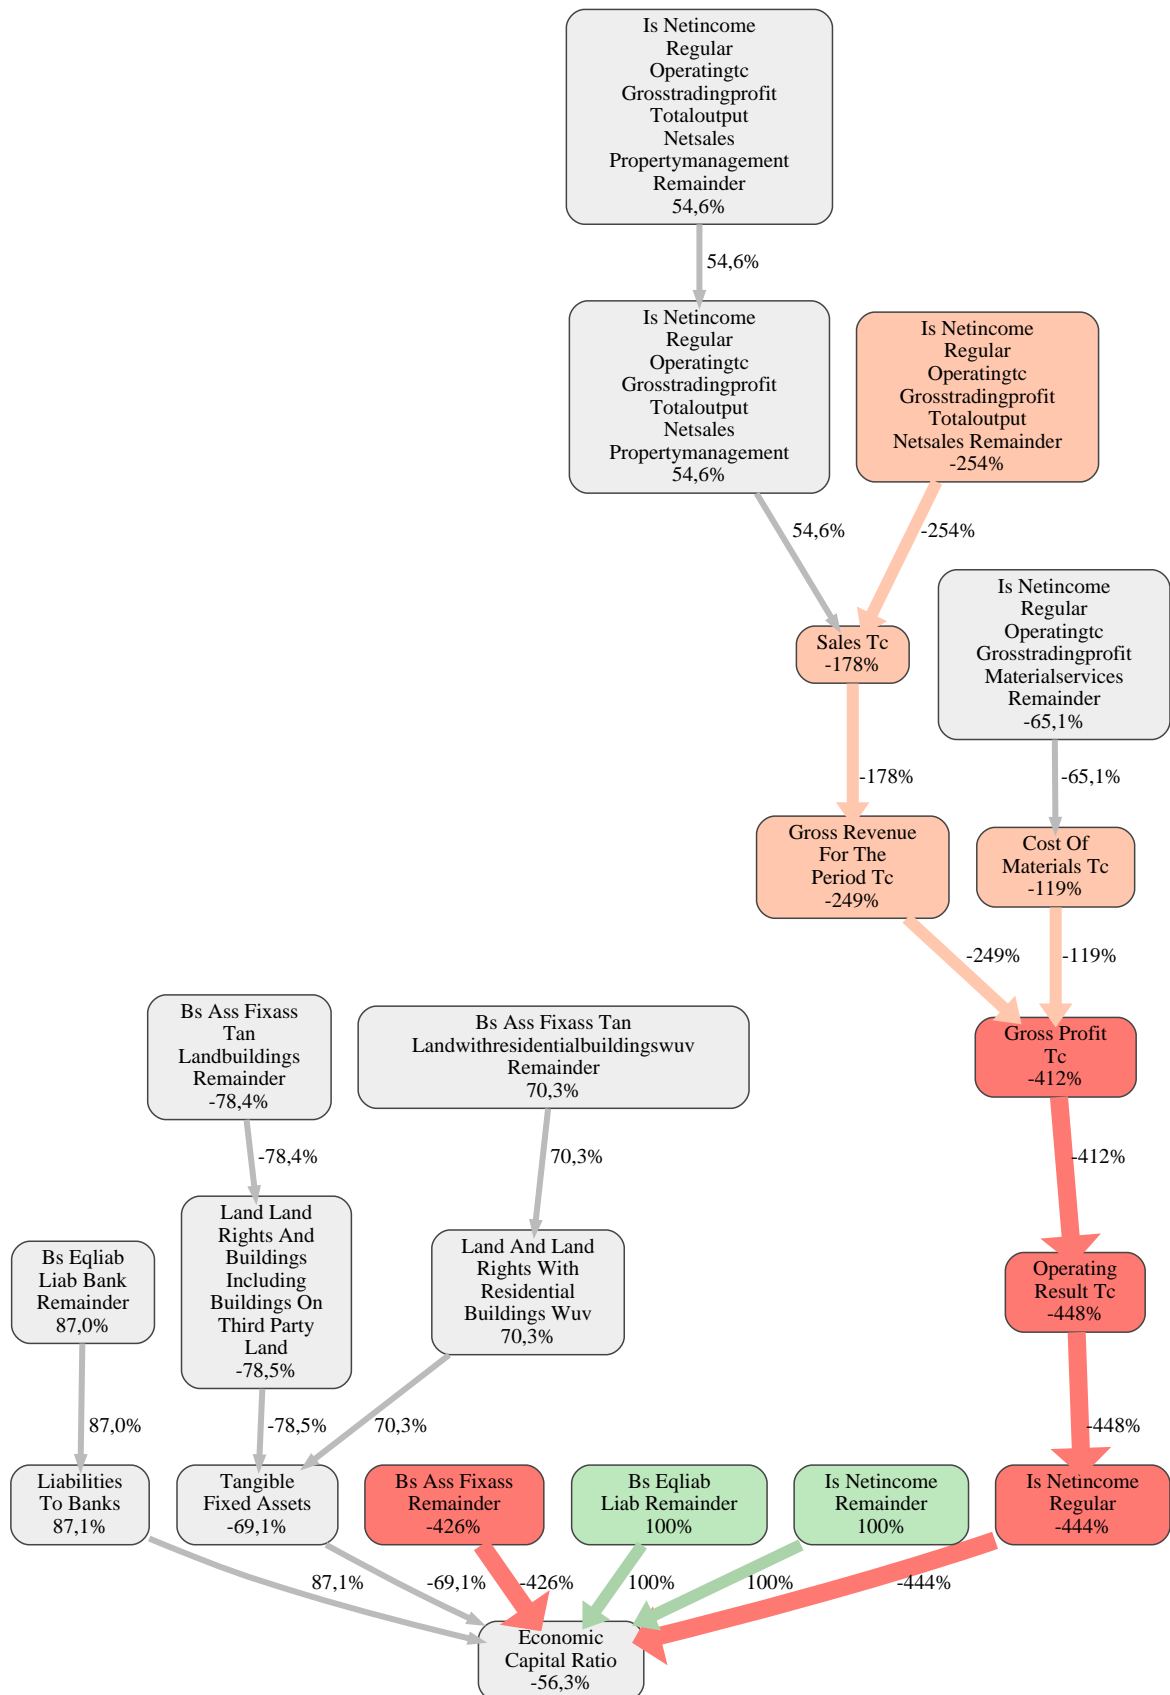 Is Netincome
Regular
Operatingtc
Grosstradingprofit
Totaloutput
Netsales
Propertymanagement
Remainder
54,6%
54,6%
Is Netincome
Regular
Operatingtc
Grosstradingprofit
Totaloutput
Netsales
Propertymanagement
54,6%
Is Netincome
Regular
Operatingtc
Grosstradingprofit
Totaloutput
Netsales Remainder
-254%
54,6%
-254%
Is Netincome
Regular
Operatingtc
Grosstradingprofit
Materialservices
Remainder
-65,1%
Sales Tc
-178%
-178%
-65,1%
Gross Revenue
For The
Period Tc
-249%
Cost Of
Materials Tc
-119%
-249%
-119%
Bs Ass Fixass
Tan
Landbuildings
Remainder
-78,4%
Bs Ass Fixass Tan
Landwithresidentialbuildingswuv
Remainder
70,3%
Gross Profit
Tc
-412%
-78,4%
70,3%
-412%
Land Land
Rights And
Buildings
Including
Buildings On
Third Party
Land
-78,5%
Bs Eqliab
Liab Bank
Remainder
87,0%
Land And Land
Rights With
Residential
Buildings Wuv
70,3%
Operating
Result Tc
-448%
87,0%
-78,5%
70,3%
-448%
Liabilities
To Banks
87,1%
Tangible
Fixed Assets
-69,1%
Bs Ass Fixass
Remainder
-426%
Bs Eqliab
Liab Remainder
100%
Is Netincome
Remainder
100%
Is Netincome
Regular
-444%
87,1%
-69,1%
-426%
100%
100%
-444%
Economic
Capital Ratio
-56,3%